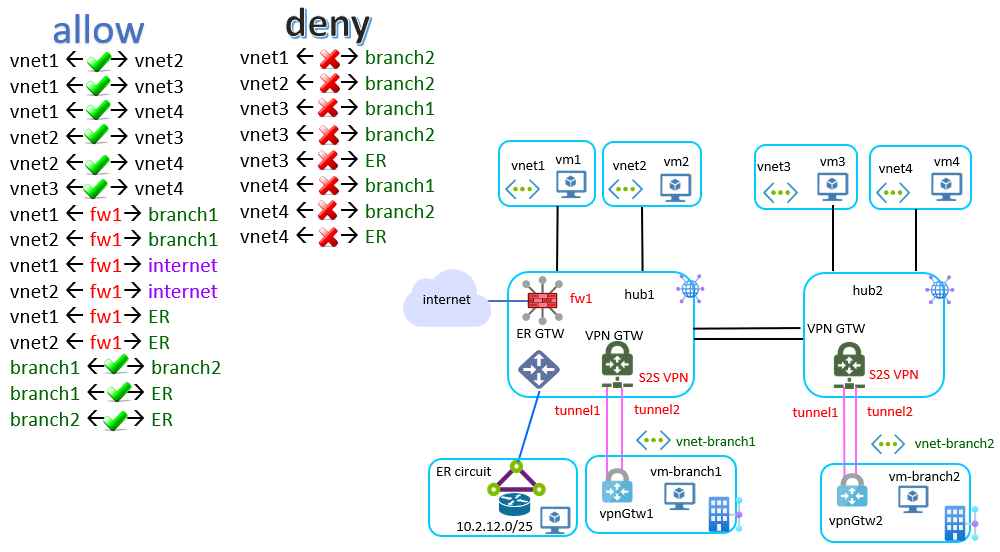 allow
vnet1 ← → vnet2
vnet1 ← → vnet3
vnet1 ← → vnet4
vnet2 ← → vnet3
vnet2 ← → vnet4
vnet3 ← → vnet4
vnet1 ← fw1→ branch1
vnet2 ← fw1→ branch1
vnet1 ← fw1→ internet
vnet2 ← fw1→ internet
vnet1 ← fw1→ ER
vnet2 ← fw1→ ER
branch1 ← → branch2
branch1 ← → ER
branch2 ← → ER
deny
vnet1 ← → branch2
vnet2 ← → branch2
vnet3 ← → branch1
vnet3 ← → branch2
vnet3 ← → ER
vnet4 ← → branch1
vnet4 ← → branch2
vnet4 ← → ER
vnet1
vm1
vnet2
vm2
vnet3
vm3
vnet4
vm4
internet
fw1
hub1
hub2
ER GTW
VPN GTW
S2S VPN
VPN GTW
S2S VPN
tunnel1
tunnel2
tunnel1
tunnel2
vnet-branch1
vnet-branch2
ER circuit
10.2.12.0/25
vm-branch1
vpnGtw1
vm-branch2
vpnGtw2